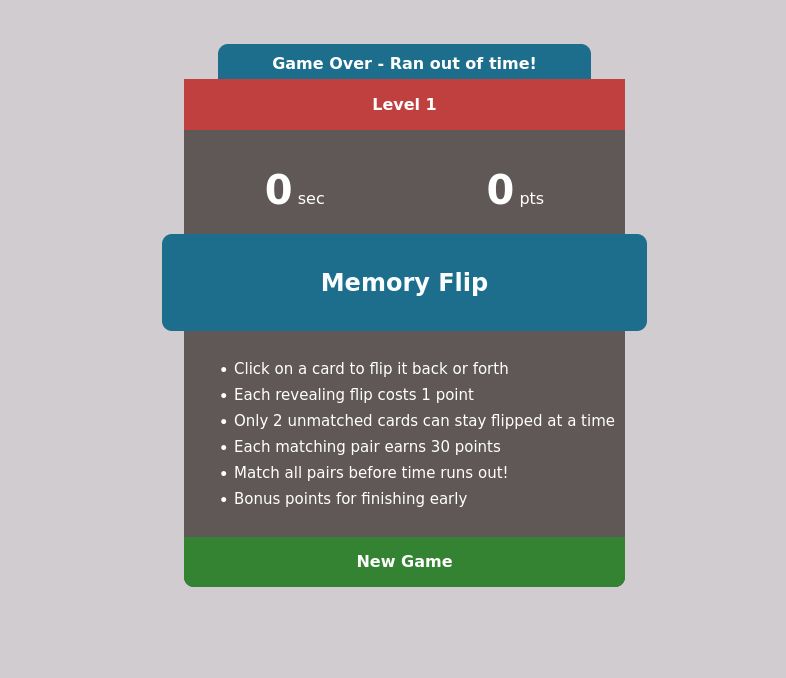 Game Over - Ran out of time!
Level 1
0 sec 0 pts
Memory Flip
• Click on a card to flip it back or forth
• Each revealing flip costs 1 point
• Only 2 unmatched cards can stay flipped at a time
• Each matching pair earns 30 points
• Match all pairs before time runs out!
• Bonus points for finishing early
New Game